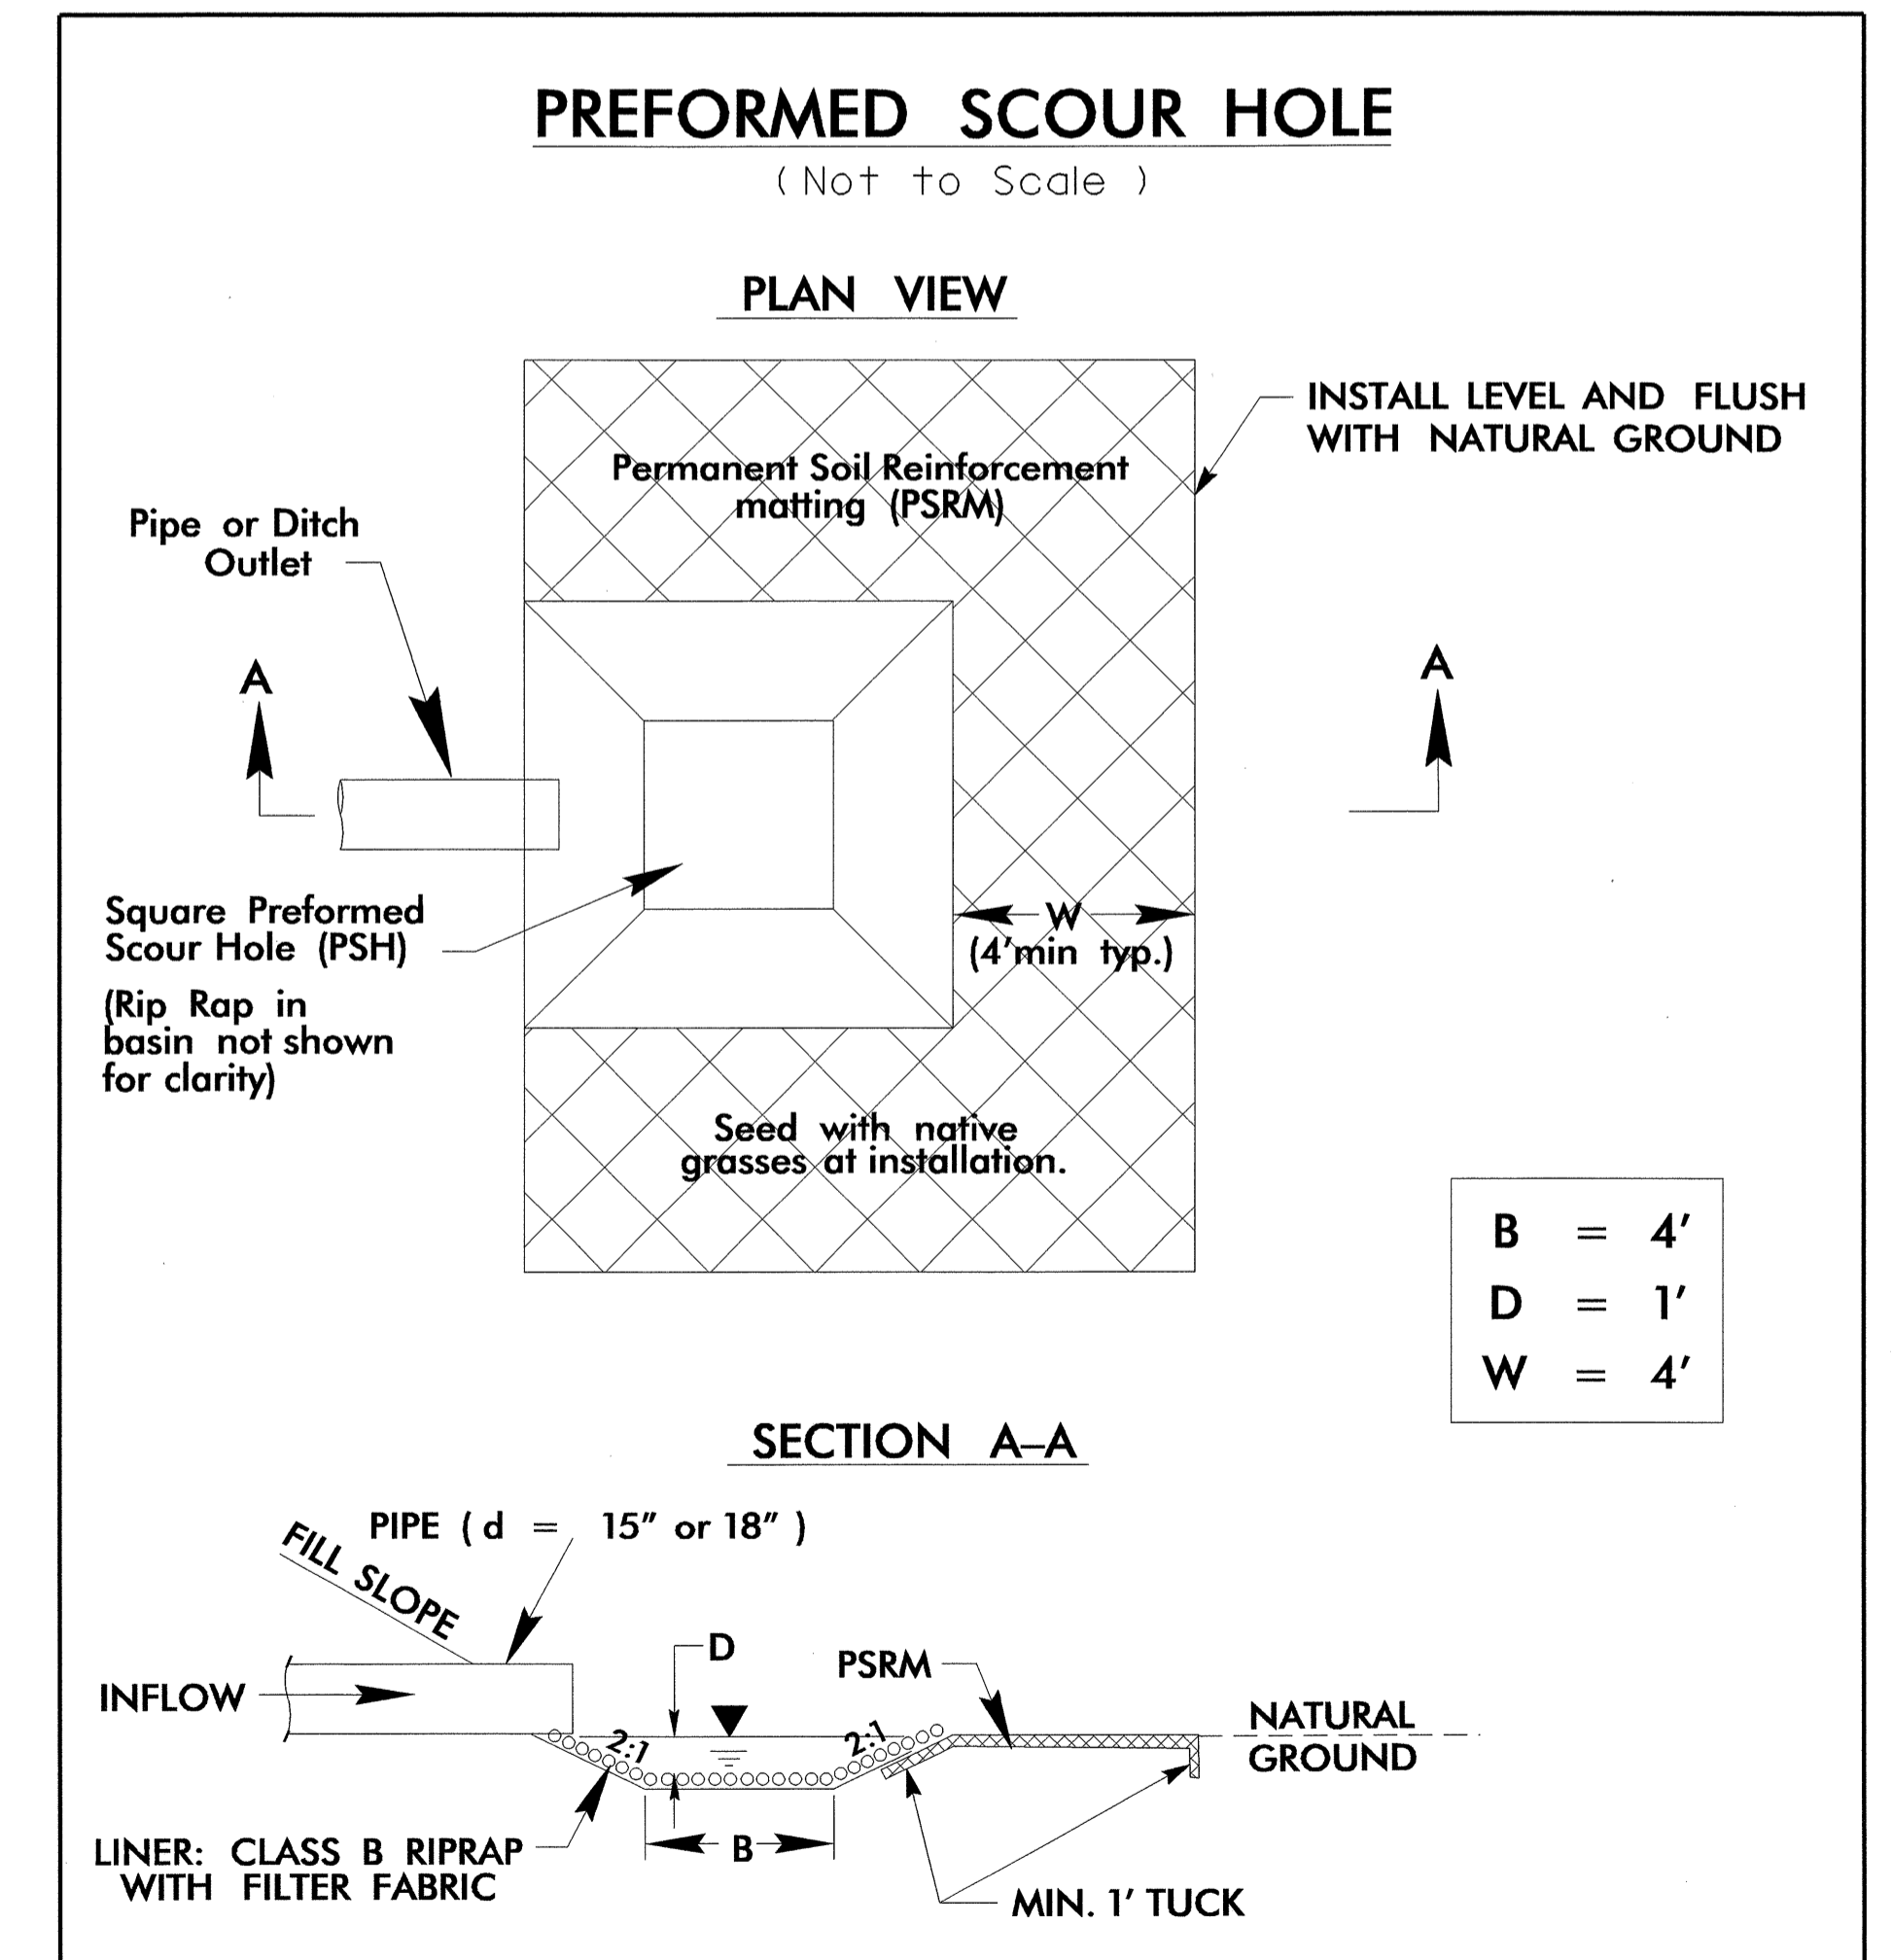 PREFORMED SCOUR HOLE
( Not to Scale )
PLAN VIEW
INSTALL LEVEL AND FLUSH
WITH NATURAL GROUND
Permanent Soil Reinforcement
matting (PSRM)
Pipe or Ditch
Outlet
A
A
Square Preformed
Scour Hole (PSH)
(Rip Rap in
basin not shown
for clarity)
W
(4'min typ.)
Seed with native
grasses at installation.
B = 4'
D = 1'
W = 4'
SECTION A–A
PIPE ( d = 15" or 18" )
FILL SLOPE
D
PSRM
INFLOW
NATURAL
GROUND
2:1
2:1
B
LINER: CLASS B RIPRAP
WITH FILTER FABRIC
MIN. 1' TUCK